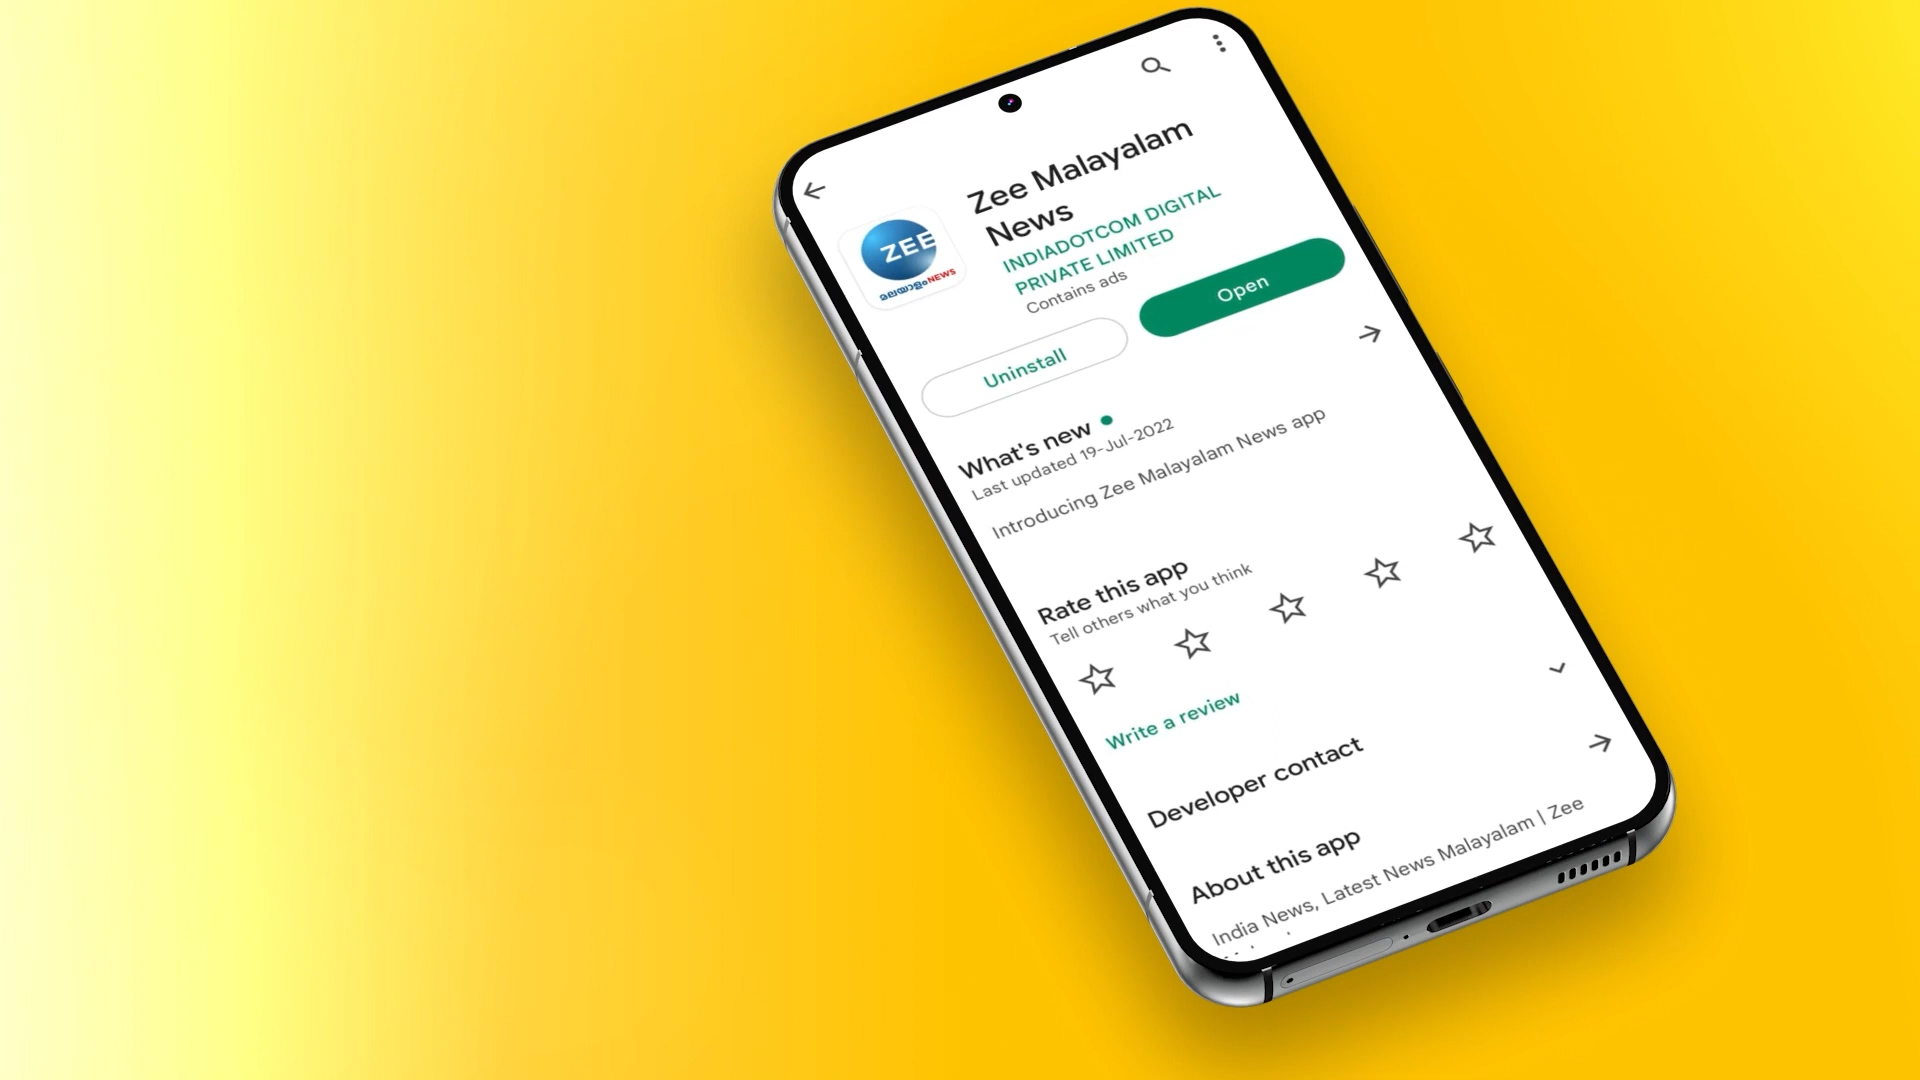 Zee Malayalam
News
INDIADOTCOM DIGITAL
PRIVATE LIMITED
Contains ads
ZEE
മലയാളംNEWS
Uninstall
Open
What's new
Last updated 19-Jul-2022
Introducing Zee Malayalam News app
Rate this app
Tell others what you think
Write a review
Developer contact
About this app
India News, Latest News Malayalam | Zee